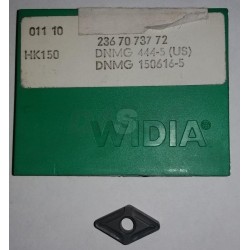 011 10
236 70 737 72
HK150
DNMG 444-5 (US)
DNMG 150616-5
WIDIA